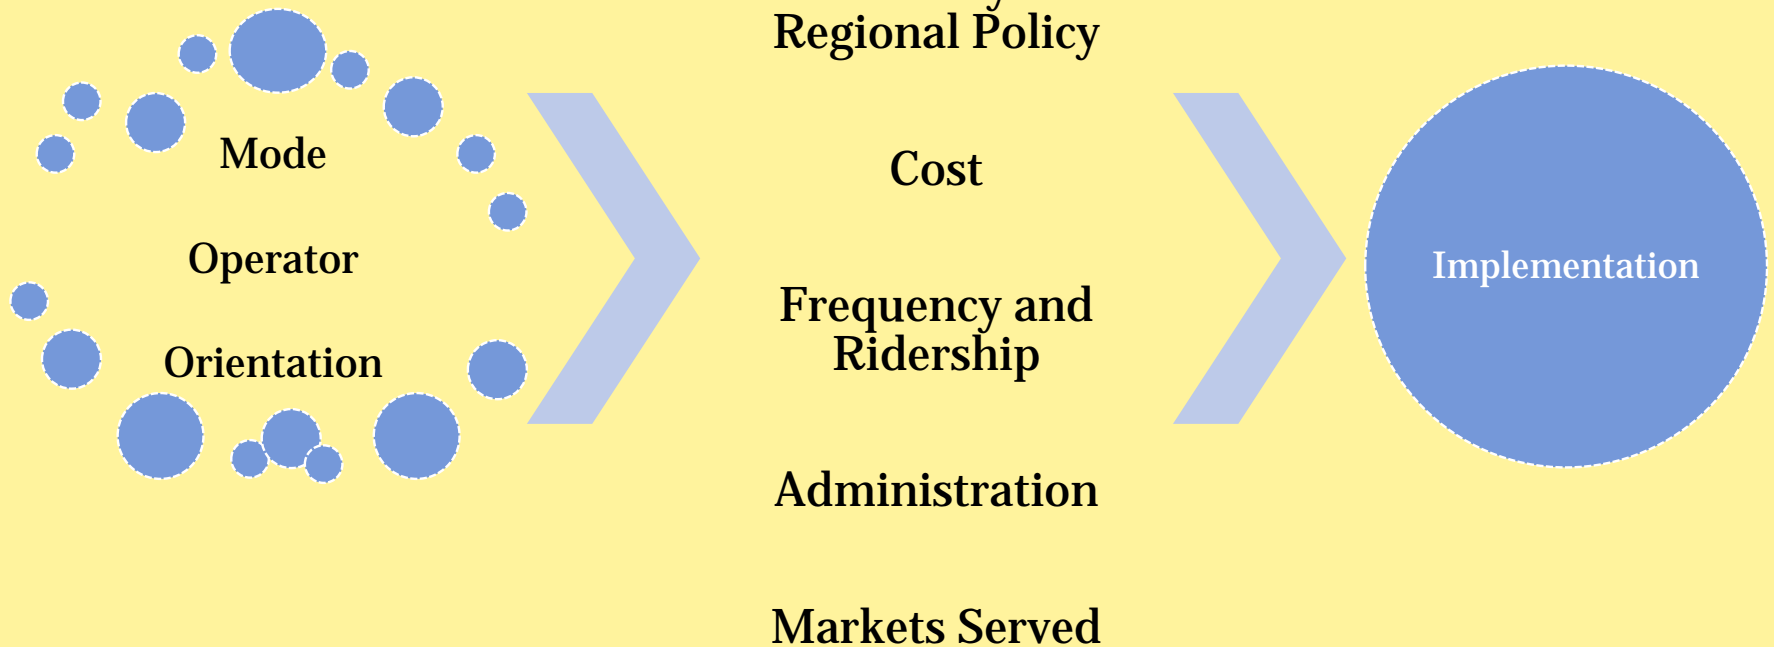 Mode
Operator
Orientation
Regional Policy
Cost
Frequency and
Ridership
Administration
Markets Served
Implementation